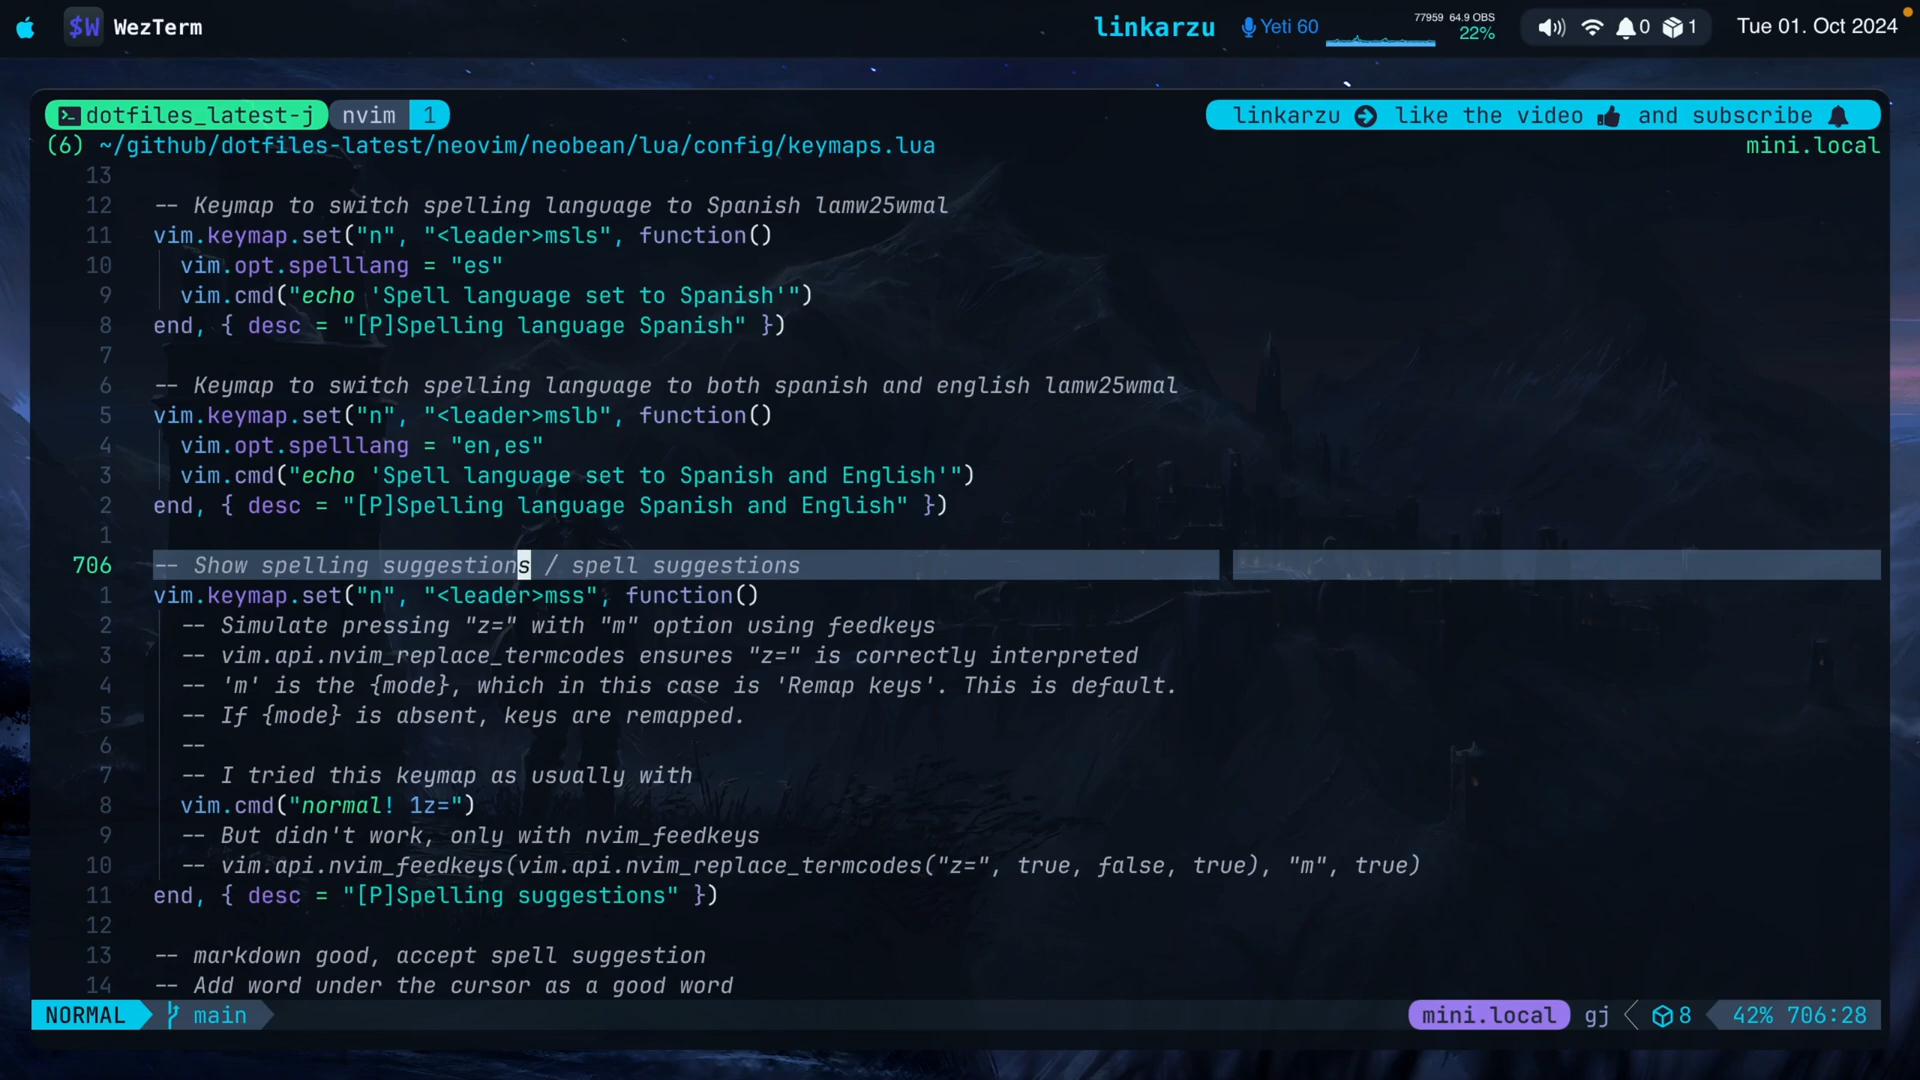 $W WezTerm
linkarzu
Yeti 60
77959 64.9 OBS
22%
0
1
Tue 01. Oct 2024
dotfiles_latest-j nvim 1
linkarzu like the video and subscribe
(6) ~/github/dotfiles-latest/neovim/neobean/lua/config/keymaps.lua
mini.local
13
12 -- Keymap to switch spelling language to Spanish lamw25wmal
11 vim.keymap.set("n", "<leader>msls", function()
10 vim.opt.spelllang = "es"
9 vim.cmd("echo 'Spell language set to Spanish'")
8 end, { desc = "[P]Spelling language Spanish" })
7
6 -- Keymap to switch spelling language to both spanish and english lamw25wmal
5 vim.keymap.set("n", "<leader>mslb", function()
4 vim.opt.spelllang = "en,es"
3 vim.cmd("echo 'Spell language set to Spanish and English'")
2 end, { desc = "[P]Spelling language Spanish and English" })
1
706 -- Show spelling suggestions / spell suggestions
1 vim.keymap.set("n", "<leader>mss", function()
2 -- Simulate pressing "z=" with "m" option using feedkeys
3 -- vim.api.nvim_replace_termcodes ensures "z=" is correctly interpreted
4 -- 'm' is the {mode}, which in this case is 'Remap keys'. This is default.
5 -- If {mode} is absent, keys are remapped.
6 --
7 -- I tried this keymap as usually with
8 vim.cmd("normal! 1z=")
9 -- But didn't work, only with nvim_feedkeys
10 -- vim.api.nvim_feedkeys(vim.api.nvim_replace_termcodes("z=", true, false, true), "m", true)
11 end, { desc = "[P]Spelling suggestions" })
12
13 -- markdown good, accept spell suggestion
14 -- Add word under the cursor as a good word
NORMAL main
mini.local gj 8 42% 706:28